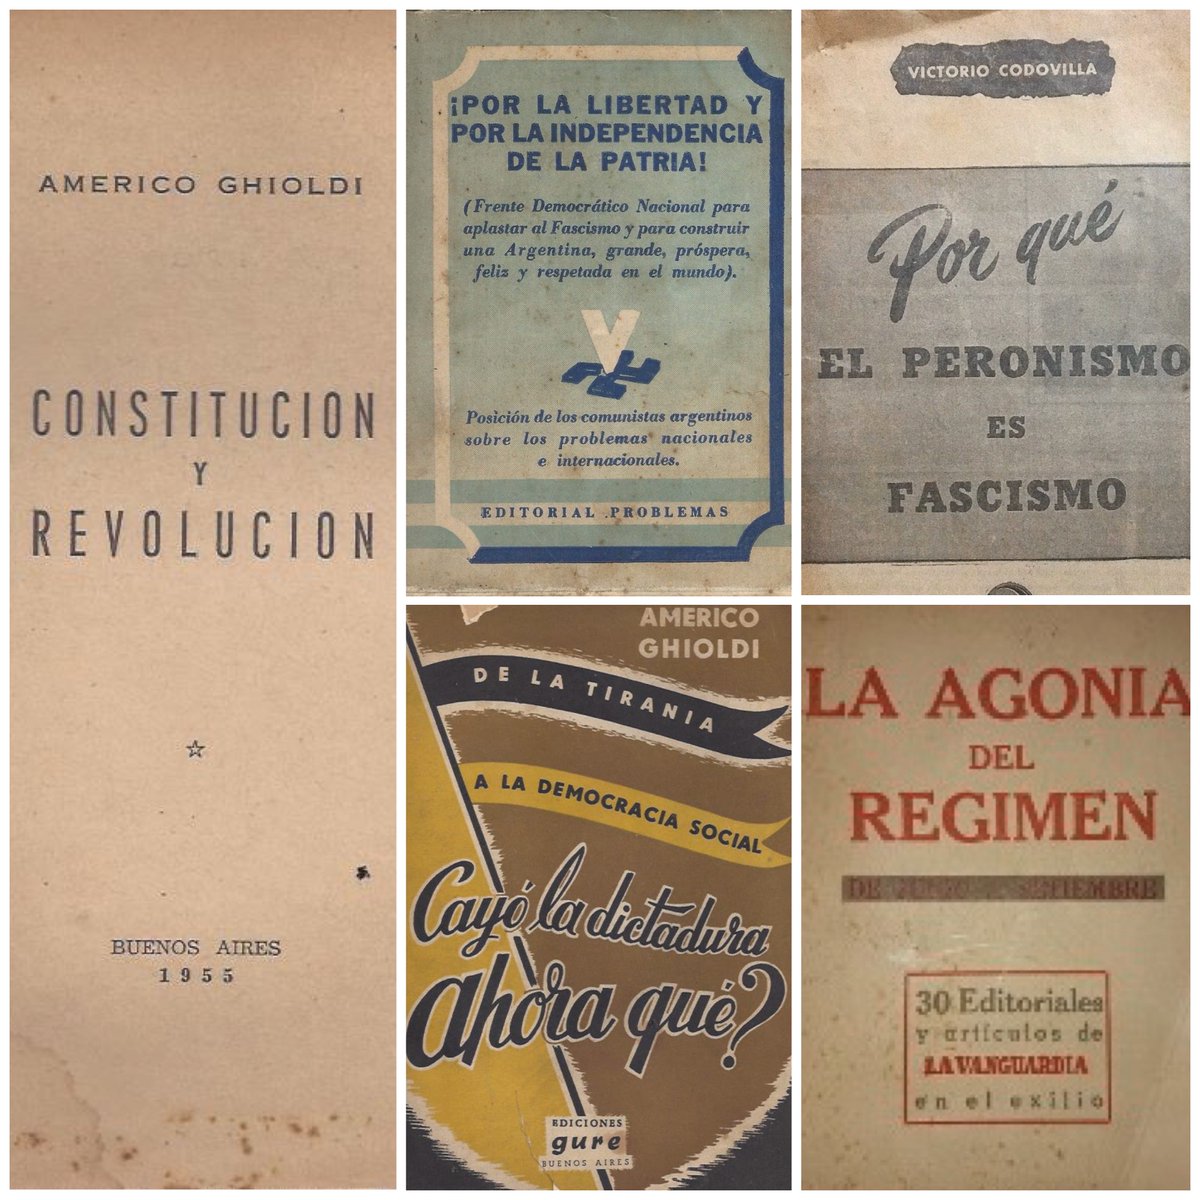 AMERICO GHIOLDI
CONSTITUCION
Y
REVOLUCION
BUENOS AIRES
1955
¡POR LA LIBERTAD Y
POR LA INDEPENDENCIA
DE LA PATRIA!
(Frente Democrático Nacional para
aplastar al Fascismo y para construir
una Argentina, grande, próspera,
feliz y respetada en el mundo).
V
Posición de los comunistas argentinos
sobre los problemas nacionales
e internacionales.
EDITORIAL PROBLEMAS
VICTORIO CODOVILLA
Por qué
EL PERONISMO
ES
FASCISMO
AMERICO
GHIOLDI
DE LA TIRANIA
A LA DEMOCRACIA SOCIAL
Cayó la dictadura
ahora qué?
EDICIONES
gure
BUENOS AIRES
LA AGONIA
DEL
REGIMEN
DE SETIEMBRE
30 Editoriales
y artículos de
LA VANGUARDIA
en el exilio